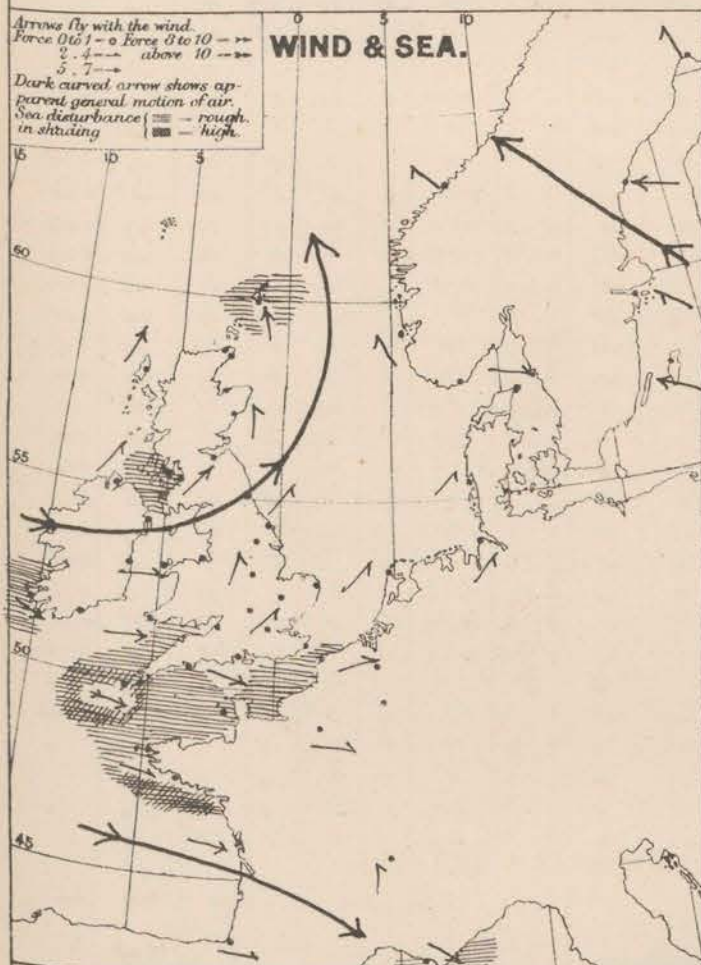 Arrows fly with the wind.
Force 0 to 1 – Force 8 to 10 –
2 . 4 – above 10 –
5 . 7 –
Dark curved arrow shows ap-
parent general motion of air.
Sea disturbance { – rough.
in shading { – high.
WIND & SEA.
0 5 10
15 10 5
60
55
50
45